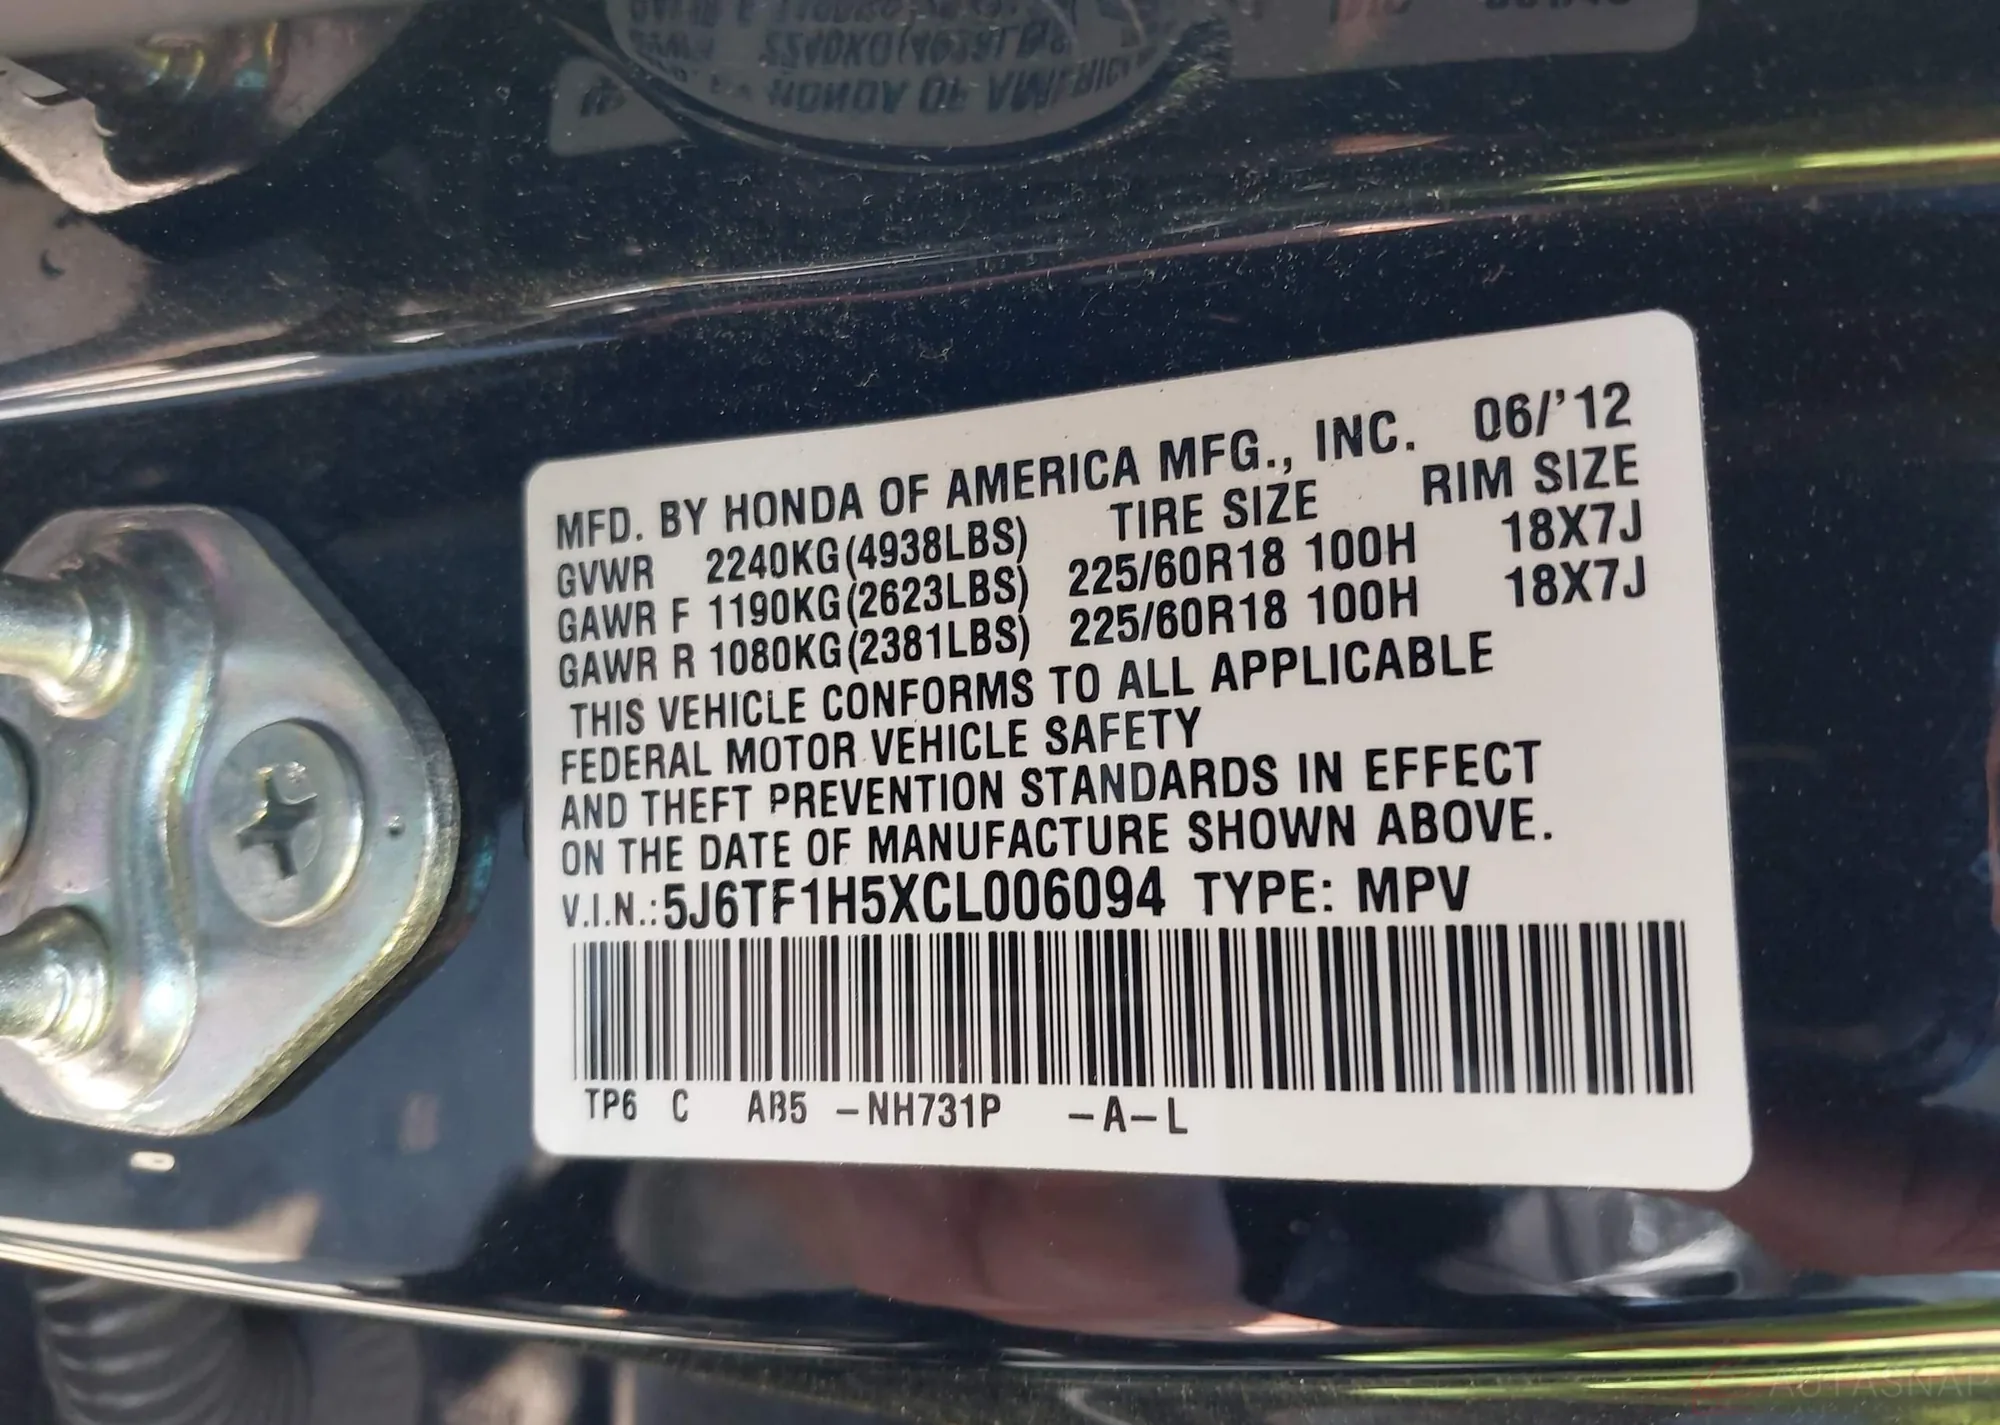 MFD. BY HONDA OF AMERICA MFG., INC. 06/'12
GVWR 2240KG(4938LBS) TIRE SIZE RIM SIZE
GAWR F 1190KG(2623LBS) 225/60R18 100H 18X7J
GAWR R 1080KG(2381LBS) 225/60R18 100H 18X7J
THIS VEHICLE CONFORMS TO ALL APPLICABLE
FEDERAL MOTOR VEHICLE SAFETY
AND THEFT PREVENTION STANDARDS IN EFFECT
ON THE DATE OF MANUFACTURE SHOWN ABOVE.
V.I.N.:5J6TF1H5XCL006094 TYPE: MPV
TP6 C AB5 -NH731P -A-L